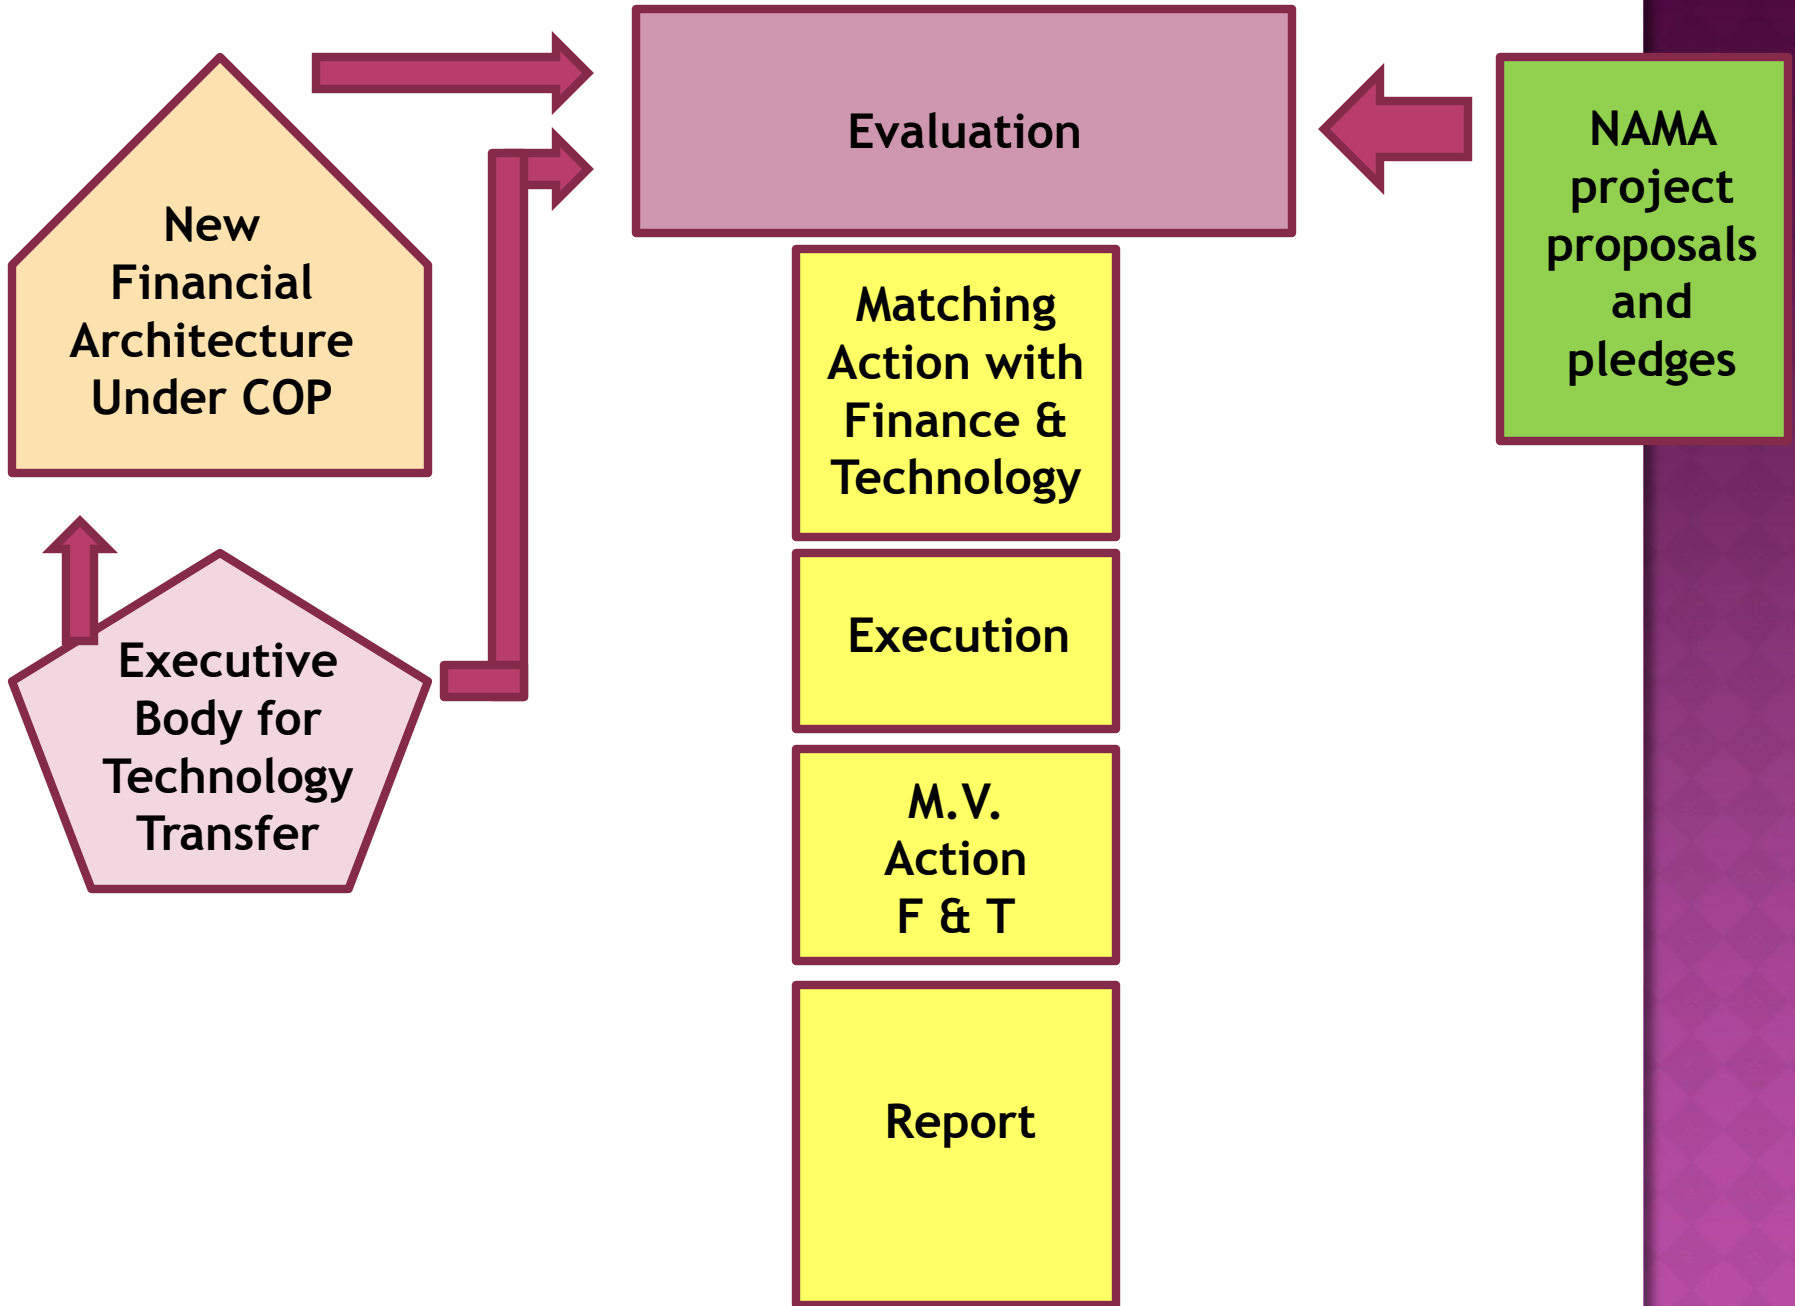 New
Financial
Architecture
Under COP
Executive
Body for
Technology
Transfer
Evaluation
Matching
Action with
Finance &
Technology
Execution
M.V.
Action
F & T
Report
NAMA
project
proposals
and
pledges